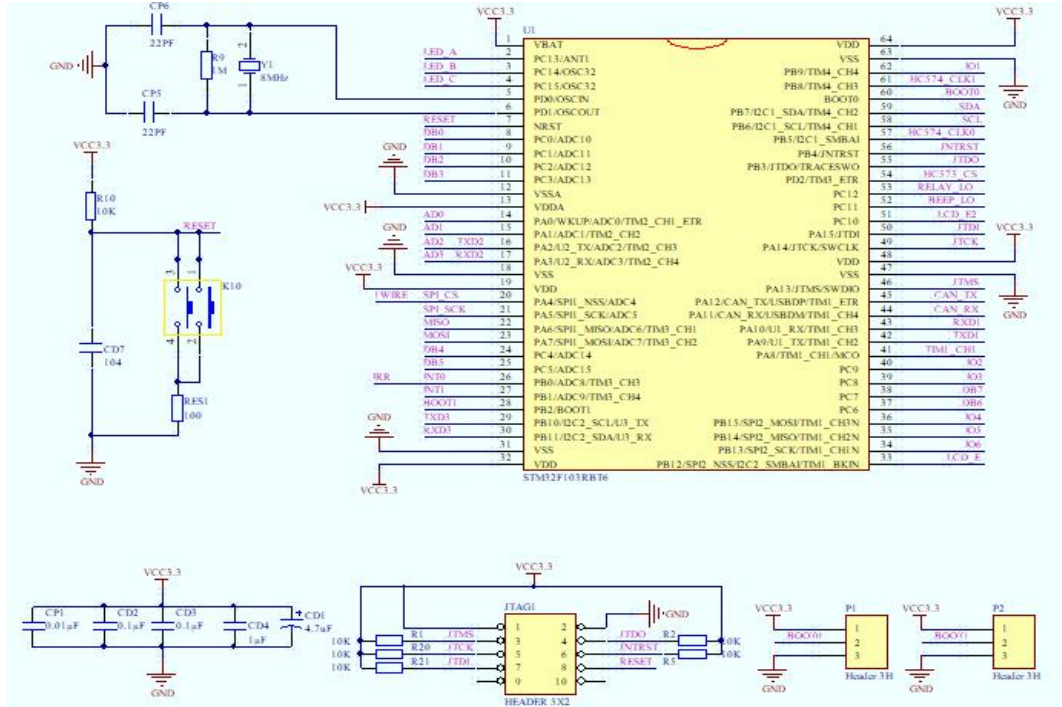 CP6
22PF
GND
R9
1M
2
Y1
8MHz
1
CP5
22PF
VCC3.3
R10
10K
RESET
3
1
K10
4
2
CD7
104
RES1
100
GND
VCC3.3
U1
VCC3.3
1 VBAT
LED_A 2 PC13/ANT1
LED_B 3 PC14/OSC32
LED_C 4 PC15/OSC32
5 PD0/OSCIN
6 PD1/OSCOUT
RESET 7 NRST
DB0 8 PC0/ADC10
DB1 9 PC1/ADC11
DB2 10 PC2/ADC12
DB3 11 PC3/ADC13
GND
12 VSSA
VCC3.3 13 VDDA
AD0 14 PA0/WKUP/ADC0/TIM2_CH1_ETR
AD1 15 PA1/ADC1/TIM2_CH2
AD2 TXD2 16 PA2/U2_TX/ADC2/TIM2_CH3
AD3 RXD2 17 PA3/U2_RX/ADC3/TIM2_CH4
GND
18 VSS
VCC3.3
19 VDD
1WIRE SPI_CS 20 PA4/SPI1_NSS/ADC4
SPI_SCK 21 PA5/SPI1_SCK/ADC5
MISO 22 PA6/SPI1_MISO/ADC6/TIM3_CH1
MOSI 23 PA7/SPI1_MOSI/ADC7/TIM3_CH2
DB4 24 PC4/ADC14
DB5 25 PC5/ADC15
IRR INT0 26 PB0/ADC8/TIM3_CH3
INT1 27 PB1/ADC9/TIM3_CH4
BOOT1 28 PB2/BOOT1
TXD3 29 PB10/I2C2_SCL/U3_TX
RXD3 30 PB11/I2C2_SDA/U3_RX
GND
31 VSS
32 VDD
VCC3.3
VDD 64
VSS 63
GND
PB9/TIM4_CH4 62 IO1
PB8/TIM4_CH3 61 HC574_CLK1
BOOT0 60 BOOT0
PB7/I2C1_SDA/TIM4_CH2 59 SDA
PB6/I2C1_SCL/TIM4_CH1 58 SCL
PB5/I2C1_SMBAI 57 HC574_CLK0
PB4/JNTRST 56 JNTRST
PB3/JTDO/TRACESWO 55 JTDO
PD2/TIM3_ETR 54 HC573_CS
PC12 53 RELAY_LO
PC11 52 BEEP_LO
PC10 51 LCD_E2
PA15/JTDI 50 JTDI
PA14/JTCK/SWCLK 49 JTCK
VCC3.3
VDD 48
VSS 47
GND
PA13/JTMS/SWDIO 46 JTMS
PA12/CAN_TX/USBDP/TIM1_ETR 45 CAN_TX
PA11/CAN_RX/USBDM/TIM1_CH4 44 CAN_RX
PA10/U1_RX/TIM1_CH3 43 RXD1
PA9/U1_TX/TIM1_CH2 42 TXD1
PA8/TIM1_CH1/MCO 41 TIM1_CH1
PC9 40 IO2
PC8 39 IO3
PC7 38 DB7
PC6 37 DB6
PB15/SPI2_MOSI/TIM1_CH3N 36 IO4
PB14/SPI2_MISO/TIM1_CH2N 35 IO5
PB13/SPI2_SCK/TIM1_CH1N 34 IO6
PB12/SPI2_NSS/I2C2_SMBAI/TIM1_BKIN 33 LCD_E
STM32F103RBT6
VCC3.3
CP1
0.01μF
CD2
0.1μF
CD3
0.1μF
CD4
1μF
+
CD1
4.7uF
GND
VCC3.3
JTAG1
1 2 GND
10K R1 JTMS 3 4 JTDO R2 10K
10K R20 JTCK 5 6 JNTRST R5 10K
10K R21 JTDI 7 8 RESET
9 10
HEADER 5X2
VCC3.3
P1
1
BOOT0 2
3
GND
Header 3H
VCC3.3
P2
1
BOOT1 2
3
GND
Header 3H